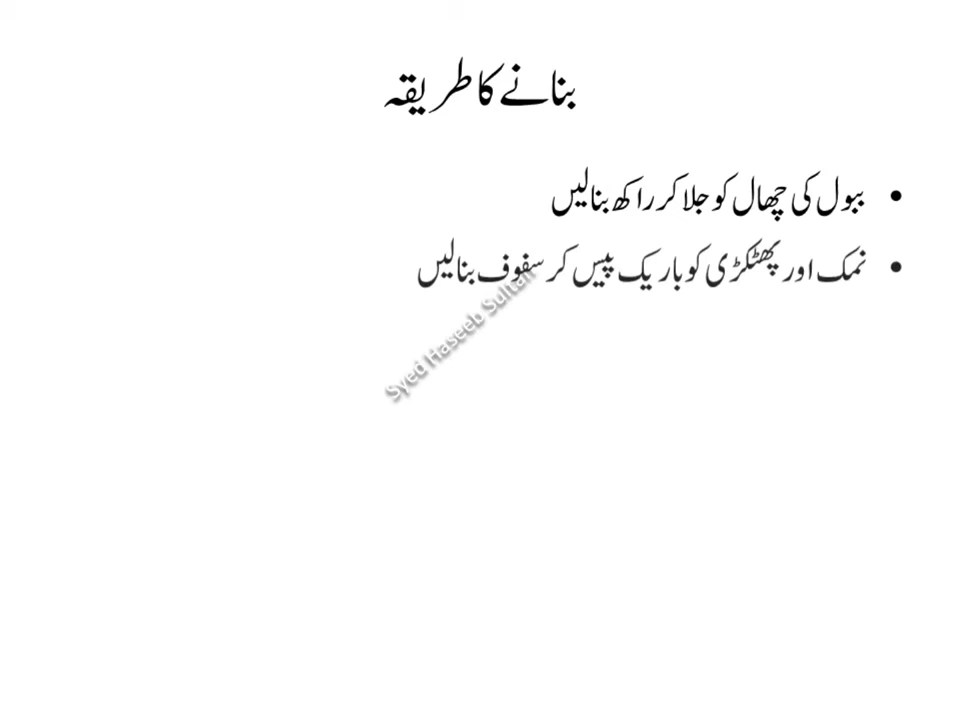 بنانے کا طریقہ
ببول کی چھال کو جلا کر راکھ بنالیں
نمک اور پھٹکڑی کو باریک پیس کر سفوف بنالیں
Syed Haseeb Sultan